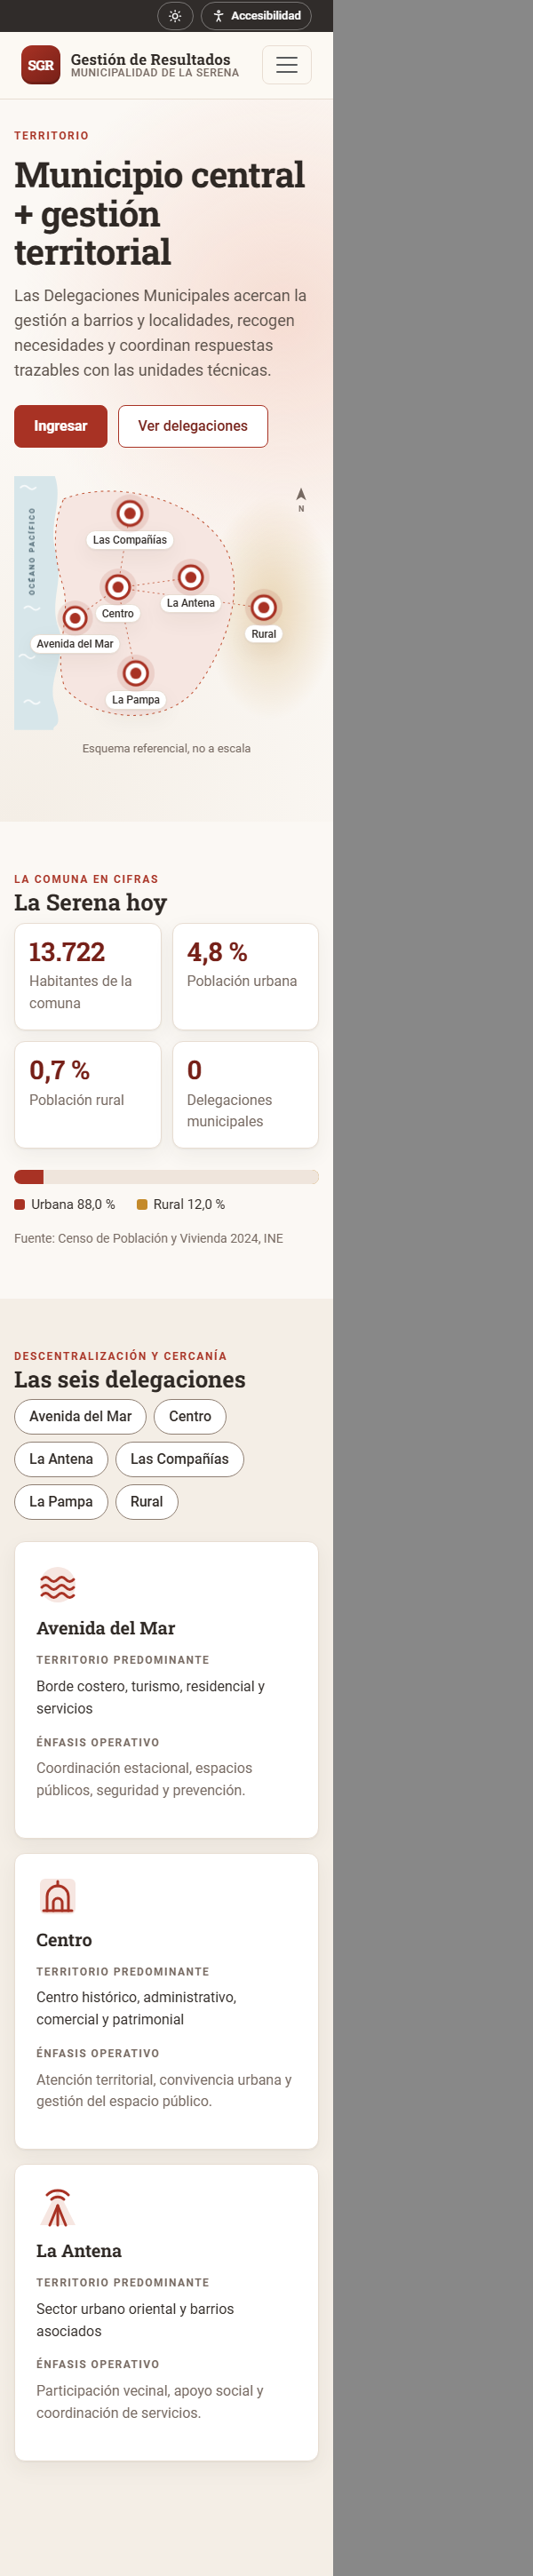 Accesibilidad
SGR
Gestión de Resultados
MUNICIPALIDAD DE LA SERENA
TERRITORIO
Municipio central
+ gestión
territorial
Las Delegaciones Municipales acercan la
gestión a barrios y localidades, recogen
necesidades y coordinan respuestas
trazables con las unidades técnicas.
Ingresar
Ver delegaciones
N
OCÉANO PACÍFICO
Las Compañías
La Antena
Centro
Rural
Avenida del Mar
La Pampa
Esquema referencial, no a escala
LA COMUNA EN CIFRAS
La Serena hoy
13.722
Habitantes de la
comuna
4,8 %
Población urbana
0,7 %
Población rural
0
Delegaciones
municipales
Urbana 88,0 %
Rural 12,0 %
Fuente: Censo de Población y Vivienda 2024, INE
DESCENTRALIZACIÓN Y CERCANÍA
Las seis delegaciones
Avenida del Mar
Centro
La Antena
Las Compañías
La Pampa
Rural
Avenida del Mar
TERRITORIO PREDOMINANTE
Borde costero, turismo, residencial y
servicios
ÉNFASIS OPERATIVO
Coordinación estacional, espacios
públicos, seguridad y prevención.
Centro
TERRITORIO PREDOMINANTE
Centro histórico, administrativo,
comercial y patrimonial
ÉNFASIS OPERATIVO
Atención territorial, convivencia urbana y
gestión del espacio público.
La Antena
TERRITORIO PREDOMINANTE
Sector urbano oriental y barrios
asociados
ÉNFASIS OPERATIVO
Participación vecinal, apoyo social y
coordinación de servicios.